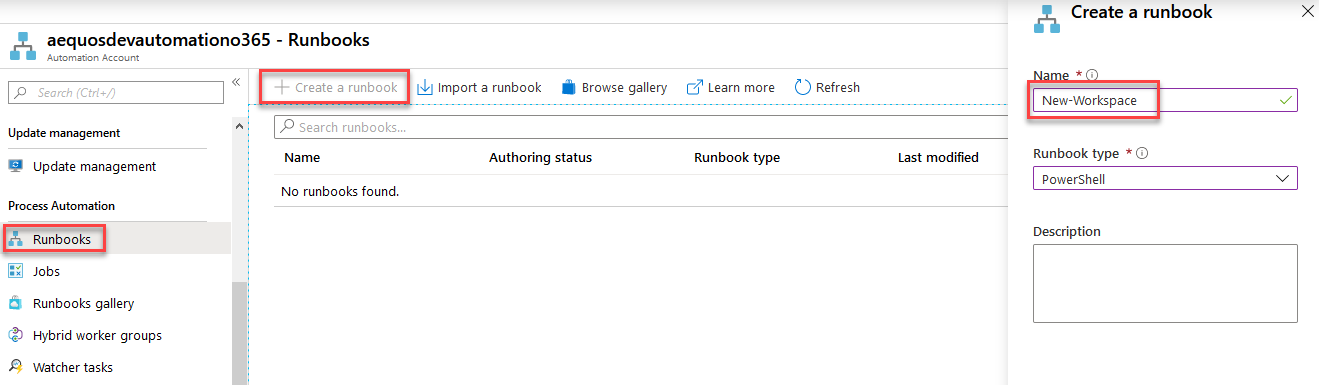 aequosdevautomationo365 - Runbooks
Automation Account
Search (Ctrl+/)
«
Update management
Update management
Process Automation
Runbooks
Jobs
Runbooks gallery
Hybrid worker groups
Watcher tasks
+ Create a runbook Import a runbook Browse gallery Learn more Refresh
Search runbooks...
Name Authoring status Runbook type Last modified
No runbooks found.
Create a runbook
Name *
New-Workspace
Runbook type *
PowerShell
Description